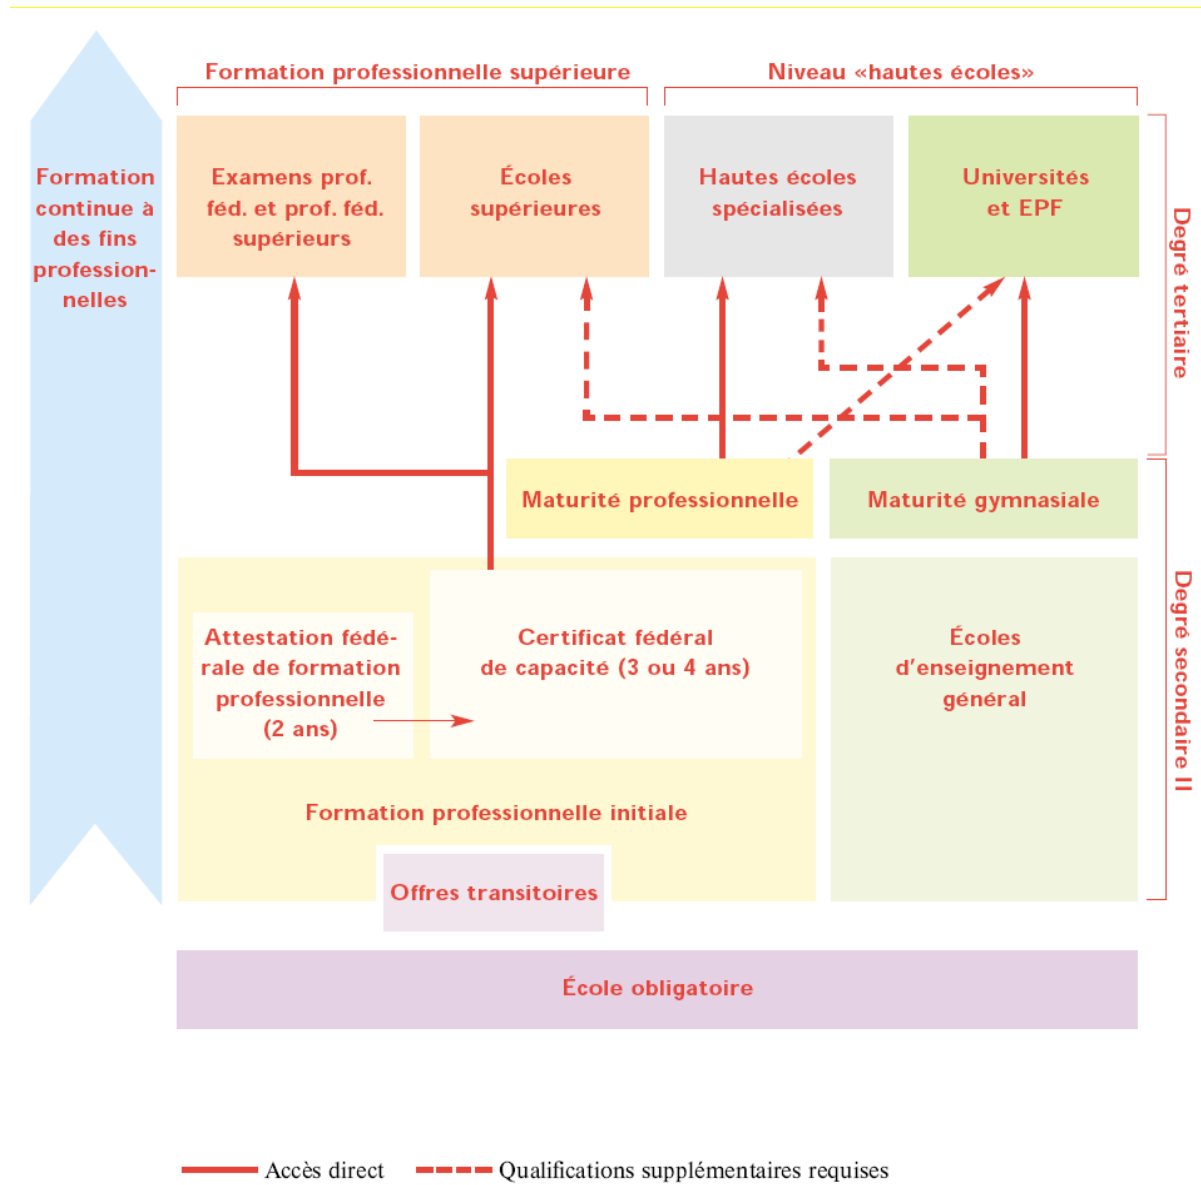 Formation professionnelle supérieure
Niveau «hautes écoles»
Formation
continue à
des fins
profession-
nelles
Examens prof.
féd. et prof. féd.
supérieurs
Écoles
supérieures
Hautes écoles
spécialisées
Universités
et EPF
Degré tertiaire
Maturité professionnelle
Maturité gymnasiale
Attestation fédé-
rale de formation
professionnelle
(2 ans)
Certificat fédéral
de capacité (3 ou 4 ans)
Écoles
d'enseignement
général
Degré secondaire II
Formation professionnelle initiale
Offres transitoires
École obligatoire
Accès direct
Qualifications supplémentaires requises